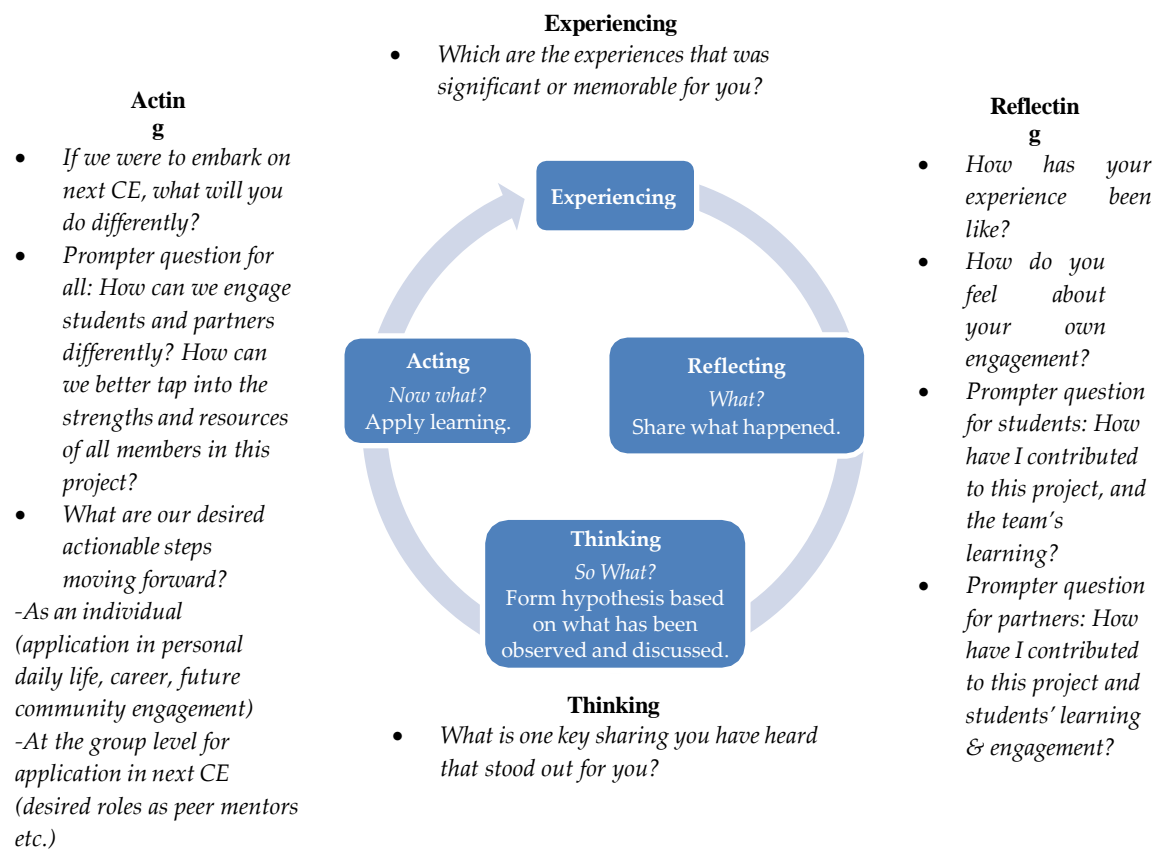 Experiencing
• Which are the experiences that was
significant or memorable for you?
Actin
g
• If we were to embark on
next CE, what will you
do differently?
• Prompter question for
all: How can we engage
students and partners
differently? How can
we better tap into the
strengths and resources
of all members in this
project?
• What are our desired
actionable steps
moving forward?
-As an individual
(application in personal
daily life, career, future
community engagement)
-At the group level for
application in next CE
(desired roles as peer mentors
etc.)
Experiencing
Acting
Now what?
Apply learning.
Reflecting
What?
Share what happened.
Thinking
So What?
Form hypothesis based
on what has been
observed and discussed.
Thinking
• What is one key sharing you have heard
that stood out for you?
Reflectin
g
• How has your
experience been
like?
• How do you
feel about
your own
engagement?
• Prompter question
for students: How
have I contributed
to this project, and
the team's
learning?
• Prompter question
for partners: How
have I contributed
to this project and
students' learning
& engagement?